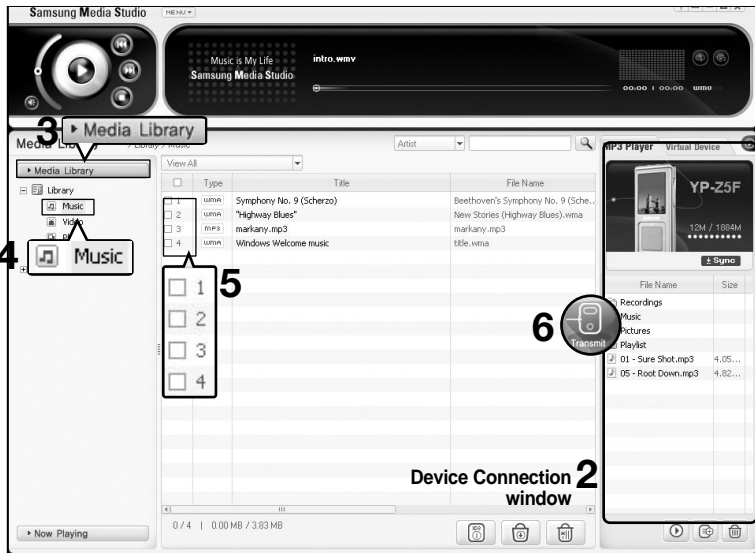 Samsung Media Studio MENU
Music is My Life
Samsung Media Studio
intro.wmv
00:00 | 00:00 wmv
3 ▸ Media Library
Library / Music
Artist
MP3 Player Virtual Device
▸ Media Library
View All
Library
Music
Video
4 Music
Type Title File Name
1 wma Symphony No. 9 (Scherzo) Beethoven's Symphony No. 9 (Sche..
2 wma "Highway Blues" New Stories (Highway Blues).wma
3 mp3 markany.mp3 markany.mp3
4 wma Windows Welcome music title.wma
5
1
2
3
4
YP-Z5F
12M / 1884M
Sync
File Name Size
Recordings
Music
Pictures
Playlist
01 - Sure Shot.mp3 4.05...
05 - Root Down.mp3 4.82...
6
Transmit
Device Connection 2
window
0 / 4 | 0.00 MB / 3.83 MB
▸ Now Playing